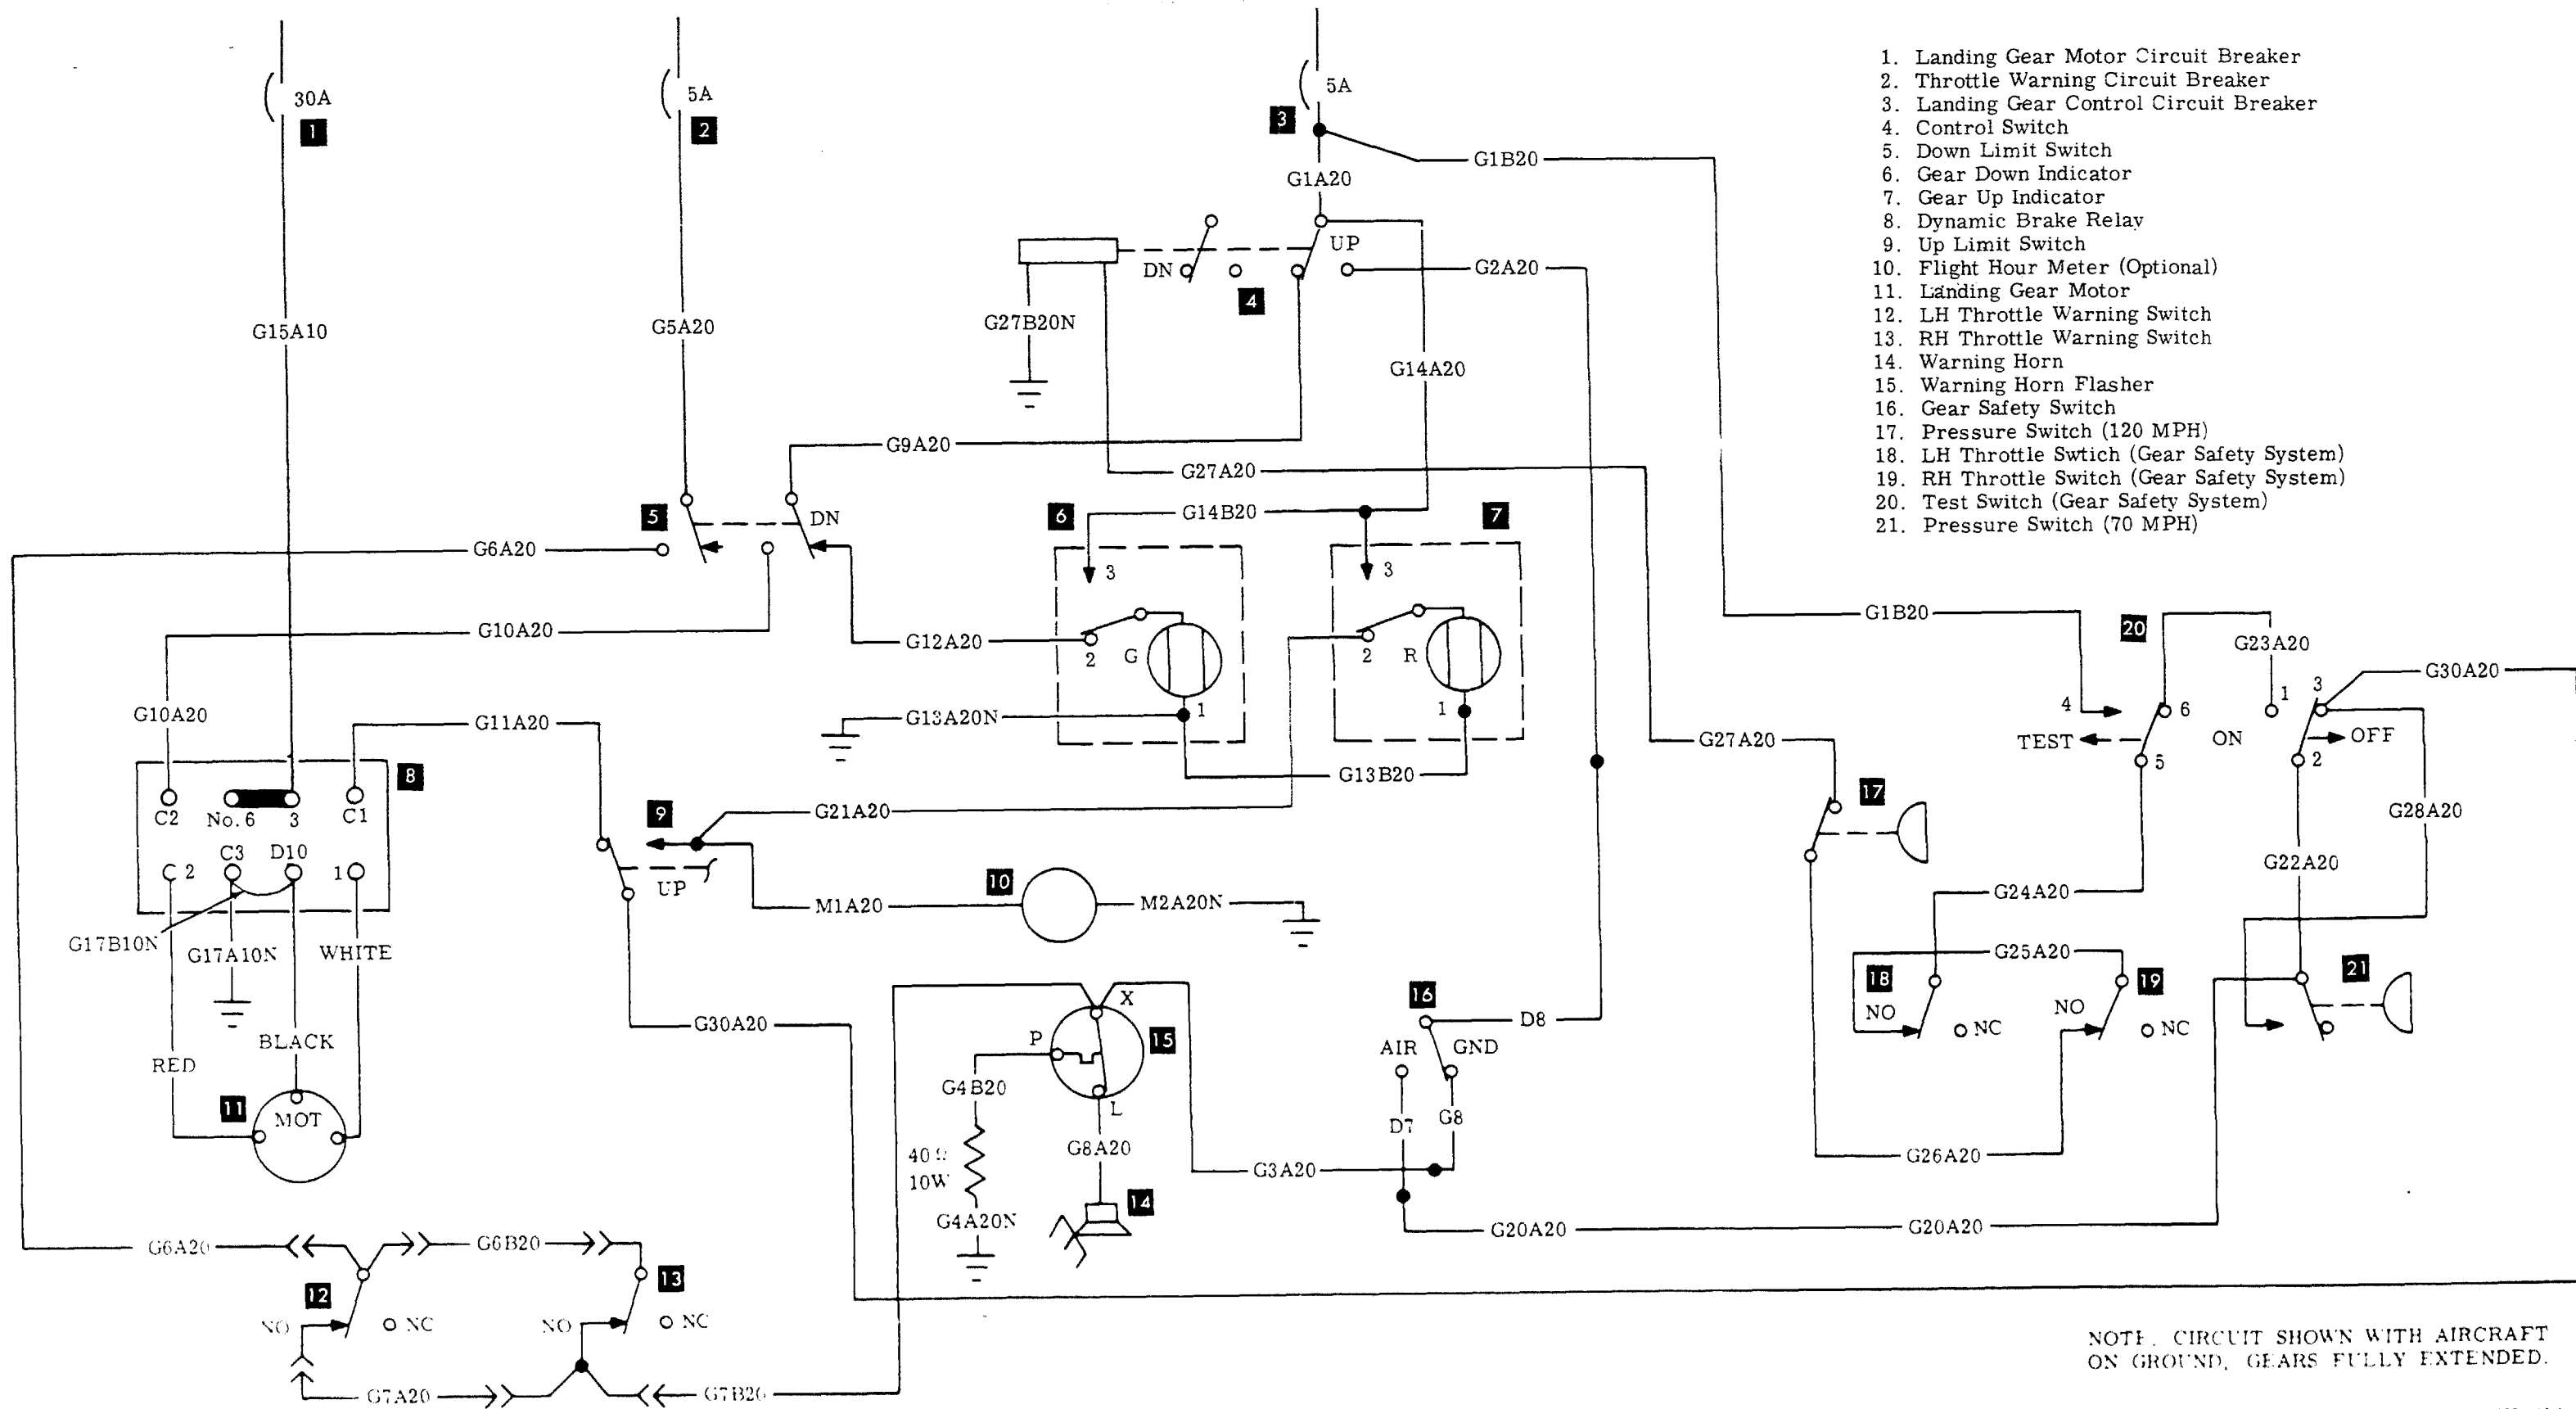 1. Landing Gear Motor Circuit Breaker
2. Throttle Warning Circuit Breaker
3. Landing Gear Control Circuit Breaker
4. Control Switch
5. Down Limit Switch
6. Gear Down Indicator
7. Gear Up Indicator
8. Dynamic Brake Relay
9. Up Limit Switch
10. Flight Hour Meter (Optional)
11. Landing Gear Motor
12. LH Throttle Warning Switch
13. RH Throttle Warning Switch
14. Warning Horn
15. Warning Horn Flasher
16. Gear Safety Switch
17. Pressure Switch (120 MPH)
18. LH Throttle Swtich (Gear Safety System)
19. RH Throttle Switch (Gear Safety System)
20. Test Switch (Gear Safety System)
21. Pressure Switch (70 MPH)
30A
1
5A
2
5A
3
G1B20
G1A20
UP
DN
4
G2A20
G15A10
G5A20
G27B20N
G14A20
G9A20
G27A20
5
DN
6
G14B20
7
G6A20
3
3
G10A20
G12A20
2
G
2
R
G1B20
20
G23A20
G30A20
G10A20
G11A20
G13A20N
1
1
4
6
1
3
G27A20
TEST
5
ON
OFF
2
8
G13B20
C2
No. 6
3
C1
9
G21A20
17
G28A20
C3
D10
2
1
UP
10
M1A20
M2A20N
G22A20
G24A20
G17B10N
G17A10N
WHITE
G25A20
18
19
21
NO
NC
NO
NC
G30A20
X
16
D8
BLACK
P
15
AIR
GND
RED
G4B20
L
11
MOT
D7
G8
40 Ω
10W
G8A20
G3A20
G26A20
14
G4A20N
G20A20
G20A20
G6A20
G6B20
12
13
NO
NC
NO
NC
G7A20
G7B20
NOTE. CIRCUIT SHOWN WITH AIRCRAFT
ON GROUND, GEARS FULLY EXTENDED.